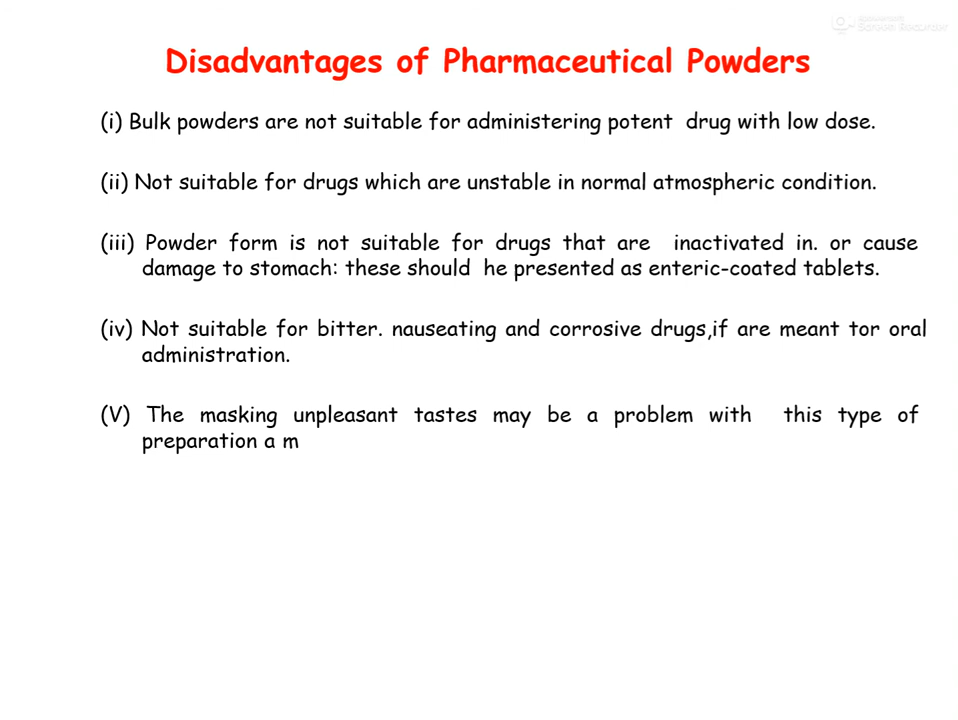 Screen Recorder
Disadvantages of Pharmaceutical Powders
(i) Bulk powders are not suitable for administering potent drug with low dose.
(ii) Not suitable for drugs which are unstable in normal atmospheric condition.
(iii) Powder form is not suitable for drugs that are inactivated in. or cause
damage to stomach: these should he presented as enteric-coated tablets.
(iv) Not suitable for bitter. nauseating and corrosive drugs,if are meant tor oral
administration.
(V) The masking unpleasant tastes may be a problem with this type of
preparation a m